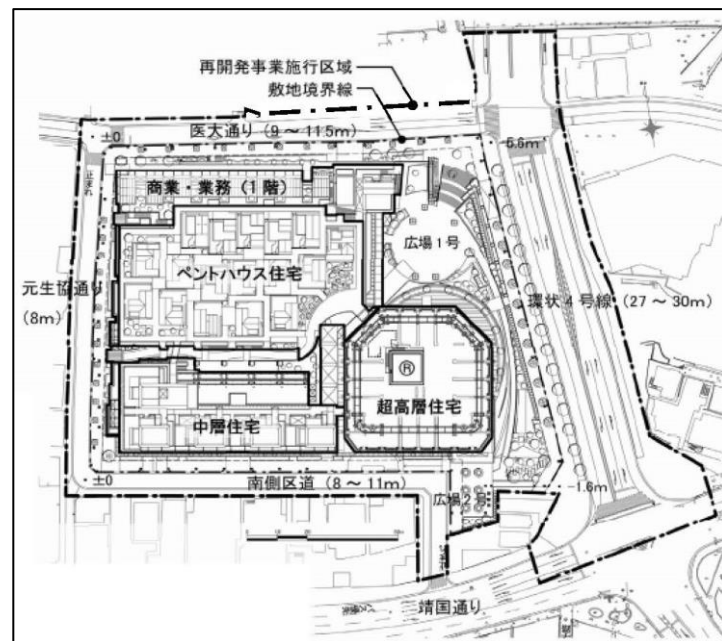 再開発事業施行区域
敷地境界線
±0
医大通り(9～11.5m)
-6.6m
止まれ
商業・業務(1階)
広場1号
ペントハウス住宅
元生協通り
(8m)
環状4号線(27～30m)
R
超高層住宅
中層住宅
±0
南側区道(8～11m)
広場2号
-1.6m
靖国通り